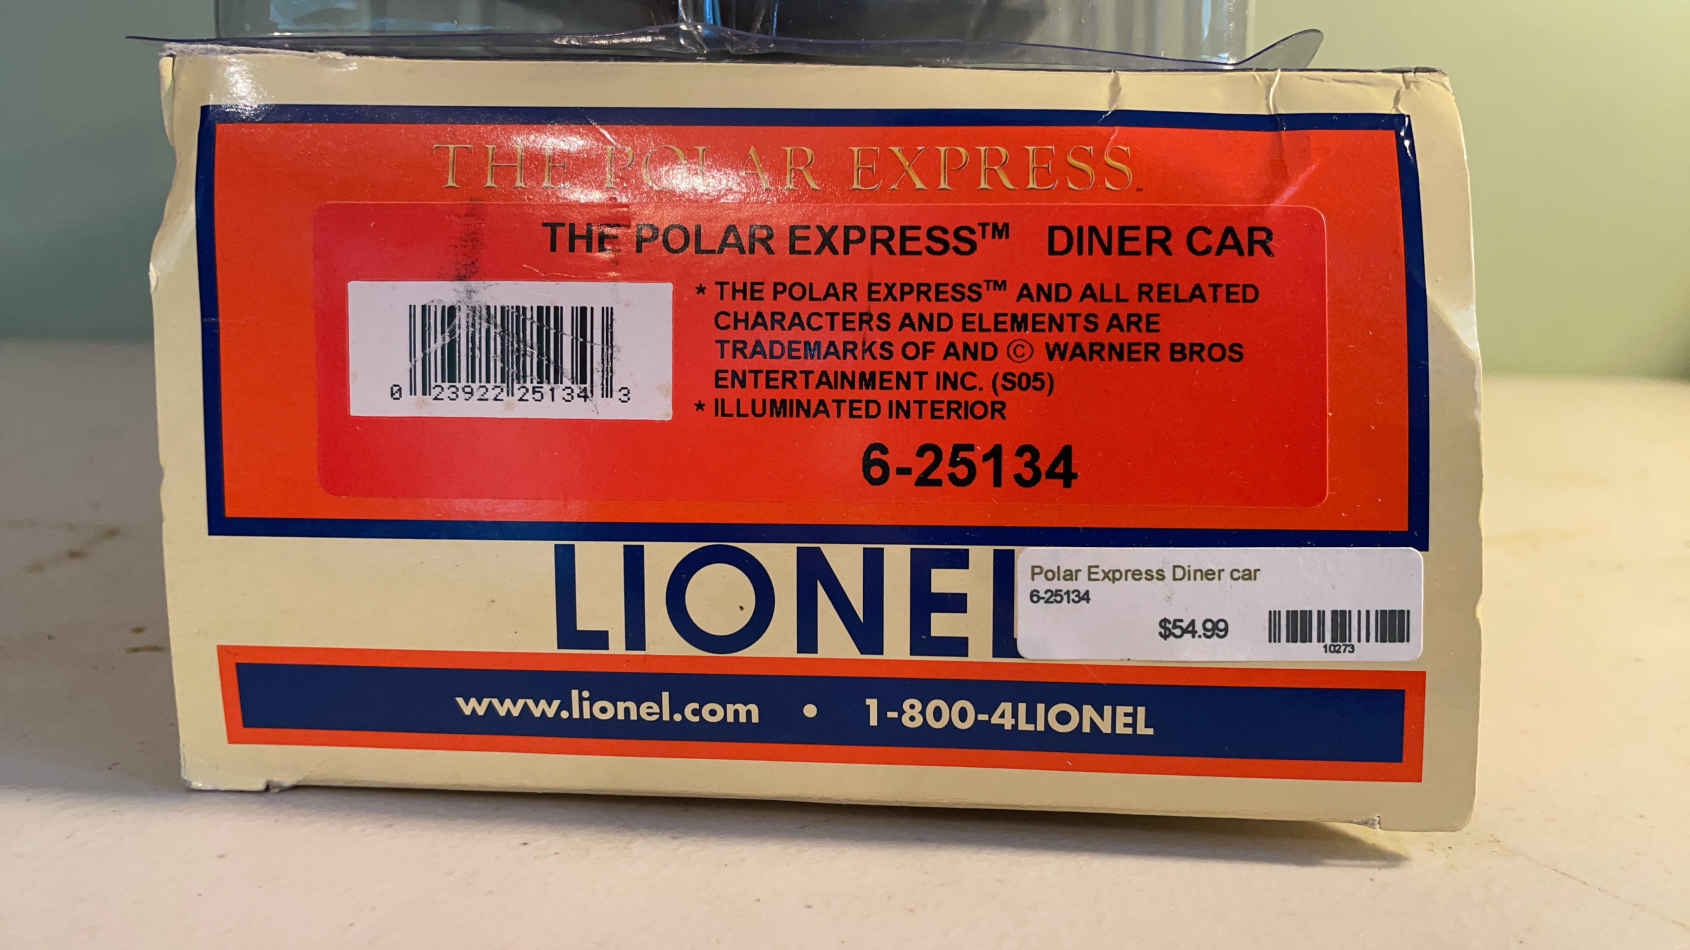 THE POLAR EXPRESS
THE POLAR EXPRESS™ DINER CAR
* THE POLAR EXPRESS™ AND ALL RELATED
CHARACTERS AND ELEMENTS ARE
TRADEMARKS OF AND © WARNER BROS
ENTERTAINMENT INC. (S05)
* ILLUMINATED INTERIOR
0 23922 25134 3
6-25134
LIONEL
Polar Express Diner car
6-25134
$54.99
10273
www.lionel.com • 1-800-4LIONEL